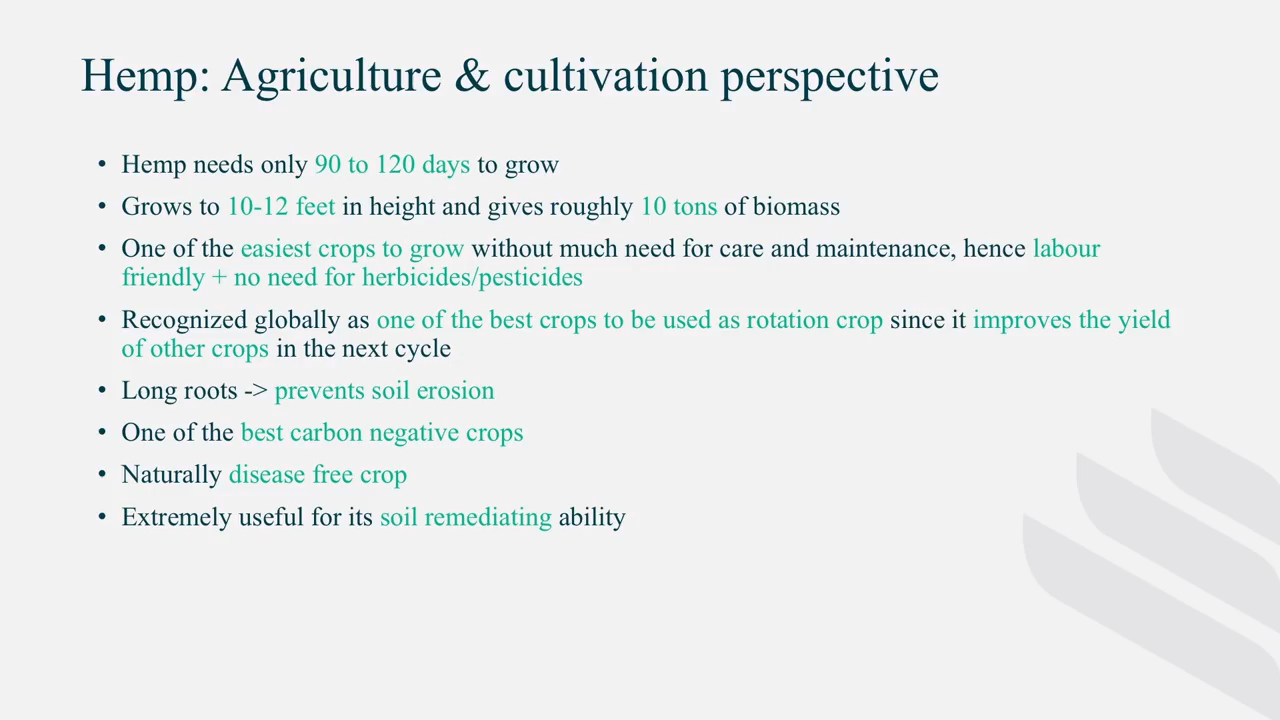 Hemp: Agriculture & cultivation perspective
• Hemp needs only 90 to 120 days to grow
• Grows to 10-12 feet in height and gives roughly 10 tons of biomass
• One of the easiest crops to grow without much need for care and maintenance, hence labour
friendly + no need for herbicides/pesticides
• Recognized globally as one of the best crops to be used as rotation crop since it improves the yield
of other crops in the next cycle
• Long roots -> prevents soil erosion
• One of the best carbon negative crops
• Naturally disease free crop
• Extremely useful for its soil remediating ability